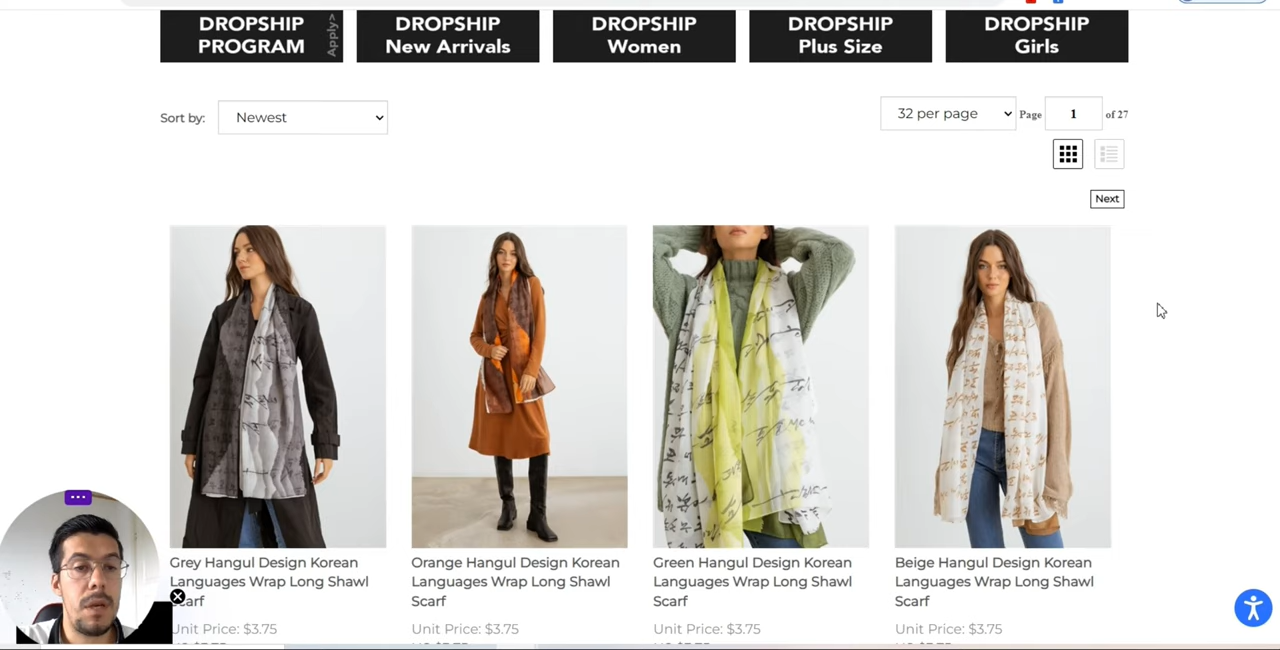 DROPSHIP
PROGRAM
Apply>
DROPSHIP
New Arrivals
DROPSHIP
Women
DROPSHIP
Plus Size
DROPSHIP
Girls
Sort by:
Newest
32 per page
Page
1
of 27
Next
Grey Hangul Design Korean
Languages Wrap Long Shawl
Scarf
Unit Price: $3.75
Orange Hangul Design Korean
Languages Wrap Long Shawl
Scarf
Unit Price: $3.75
Green Hangul Design Korean
Languages Wrap Long Shawl
Scarf
Unit Price: $3.75
Beige Hangul Design Korean
Languages Wrap Long Shawl
Scarf
Unit Price: $3.75